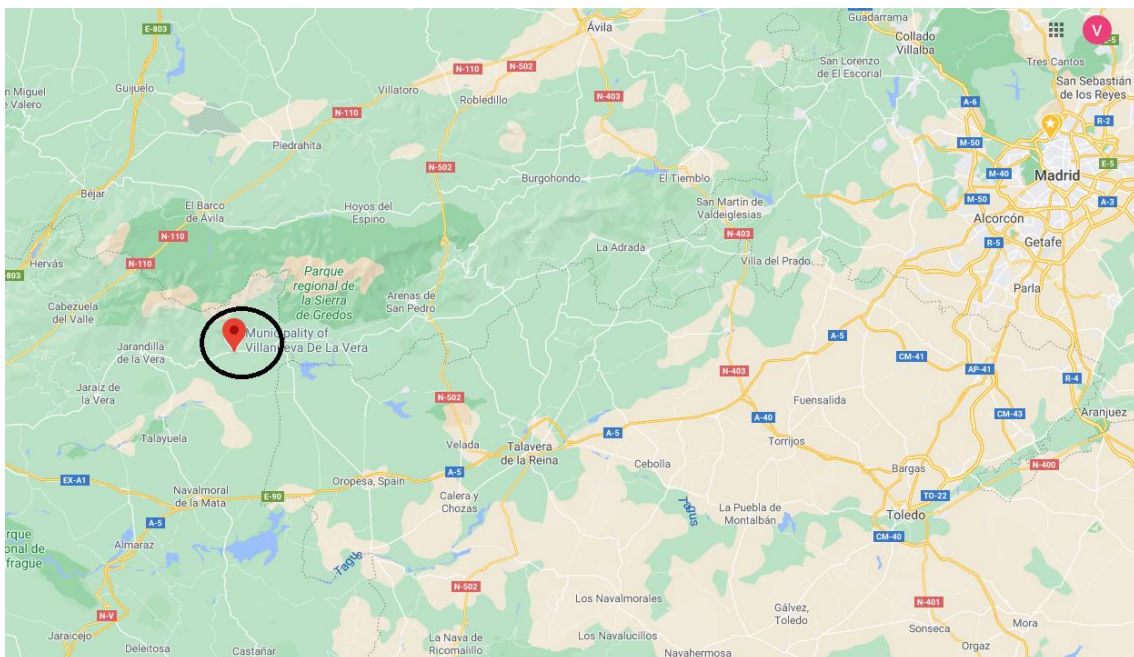 E-803
Ávila
Guadarrama
Collado
Villalba
V
E-5
Tres Cantos
San Lorenzo
de El Escorial
San Sebastián
de los Reyes
n Miguel
e Valero
Guijuelo
N-110
N-502
Villatoro
Robledillo
N-403
A-6
N-110
R-2
M-50
Piedrahita
E-5
N-502
M-40
Madrid
Burgohondo
El Tiemblo
Béjar
M-50
A-3
El Barco
de Ávila
Hoyos del
Espino
San Martín de
Valdeiglesias
Alcorcón
N-110
N-403
R-5
Getafe
La Adrada
Hervás
N-110
Villa del Prado
-803
Parque
regional de
la Sierra
de Gredos
Parla
Arenas de
San Pedro
Cabezuela
del Valle
Municipality of
Villanueva De La Vera
A-5
Jarandilla
de la Vera
CM-41
N-403
AP-41
R-4
Jaraíz de
la Vera
N-502
Fuensalida
CM-43
Aranjuez
A-40
A-5
Talayuela
Velada
Talavera
de la Reina
Torrijos
Cebolla
N-400
A-5
Bargas
EX-A1
Oropesa, Spain
Navalmoral
de la Mata
E-90
Calera y
Chozas
TO-22
Tagus
La Puebla de
Montalbán
Toledo
A-5
CM-40
rque
onal de
frague
Almaraz
Tagus
N-502
Los Navalmorales
N-V
Gálvez,
Toledo
N-401
Mora
Jaraicejo
La Nava de
Ricomalillo
Los Navalucillos
Sonseca
Deleitosa
Castañar
Navahermosa
Orgaz